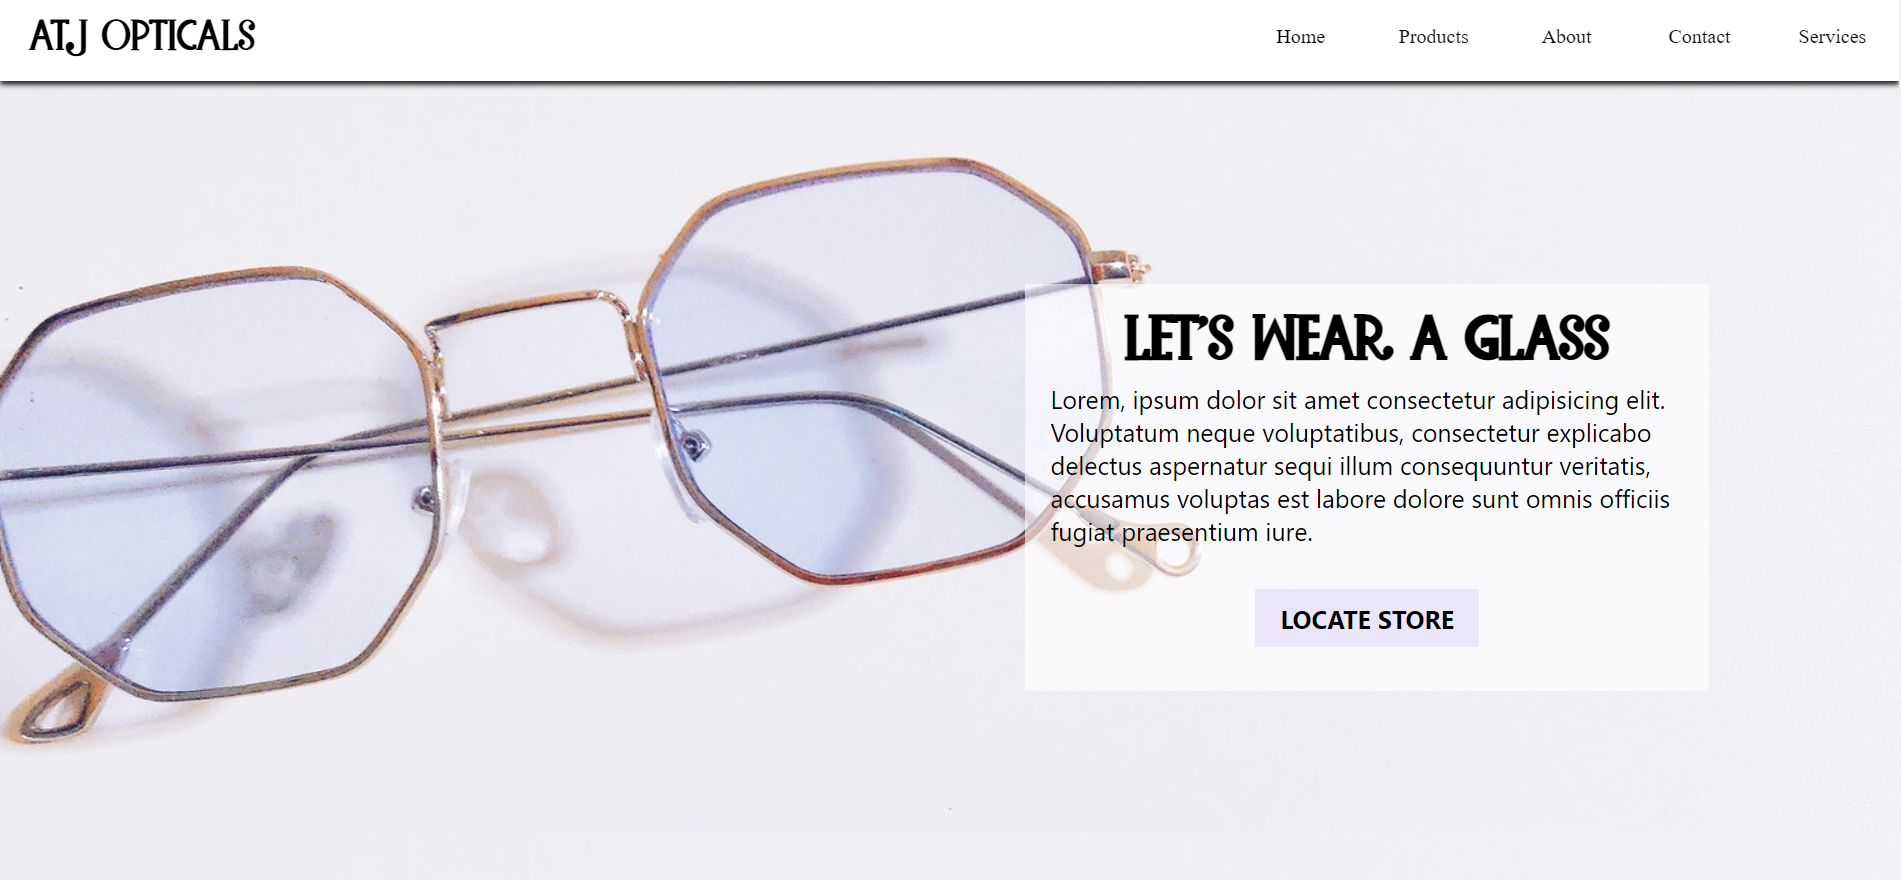 ATJ OPTICALS
Home Products About Contact Services
LET'S WEAR A GLASS
Lorem, ipsum dolor sit amet consectetur adipisicing elit.
Voluptatum neque voluptatibus, consectetur explicabo
delectus aspernatur sequi illum consequuntur veritatis,
accusamus voluptas est labore dolore sunt omnis officiis
fugiat praesentium iure.
LOCATE STORE